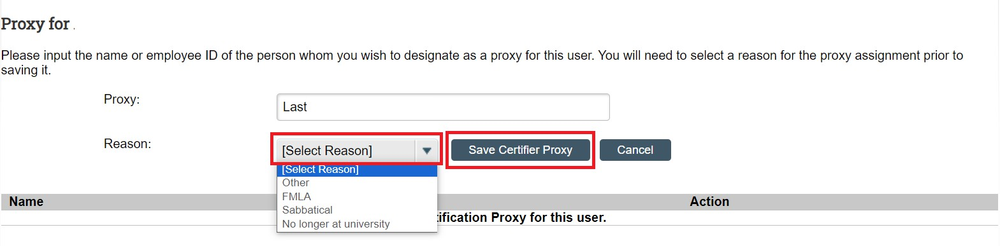 Proxy for .
Please input the name or employee ID of the person whom you wish to designate as a proxy for this user. You will need to select a reason for the proxy assignment prior to
saving it.
Proxy:
Last
Reason:
[Select Reason]
Save Certifier Proxy
Cancel
[Select Reason]
Other
FMLA
Sabbatical
No longer at university
Name
Action
Proxy for this user.